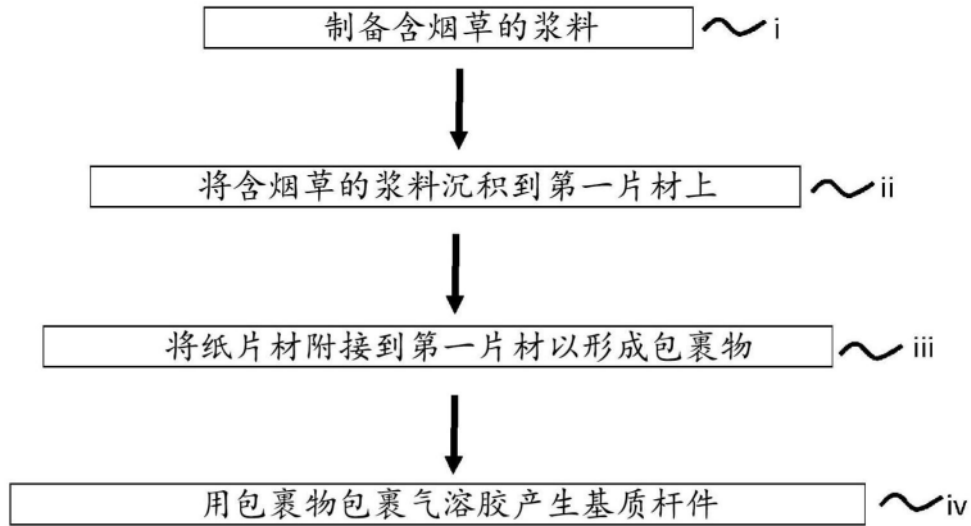 制备含烟草的浆料 i
将含烟草的浆料沉积到第一片材上 ii
将纸片材附接到第一片材以形成包裹物 iii
用包裹物包裹气溶胶产生基质杆件 iv